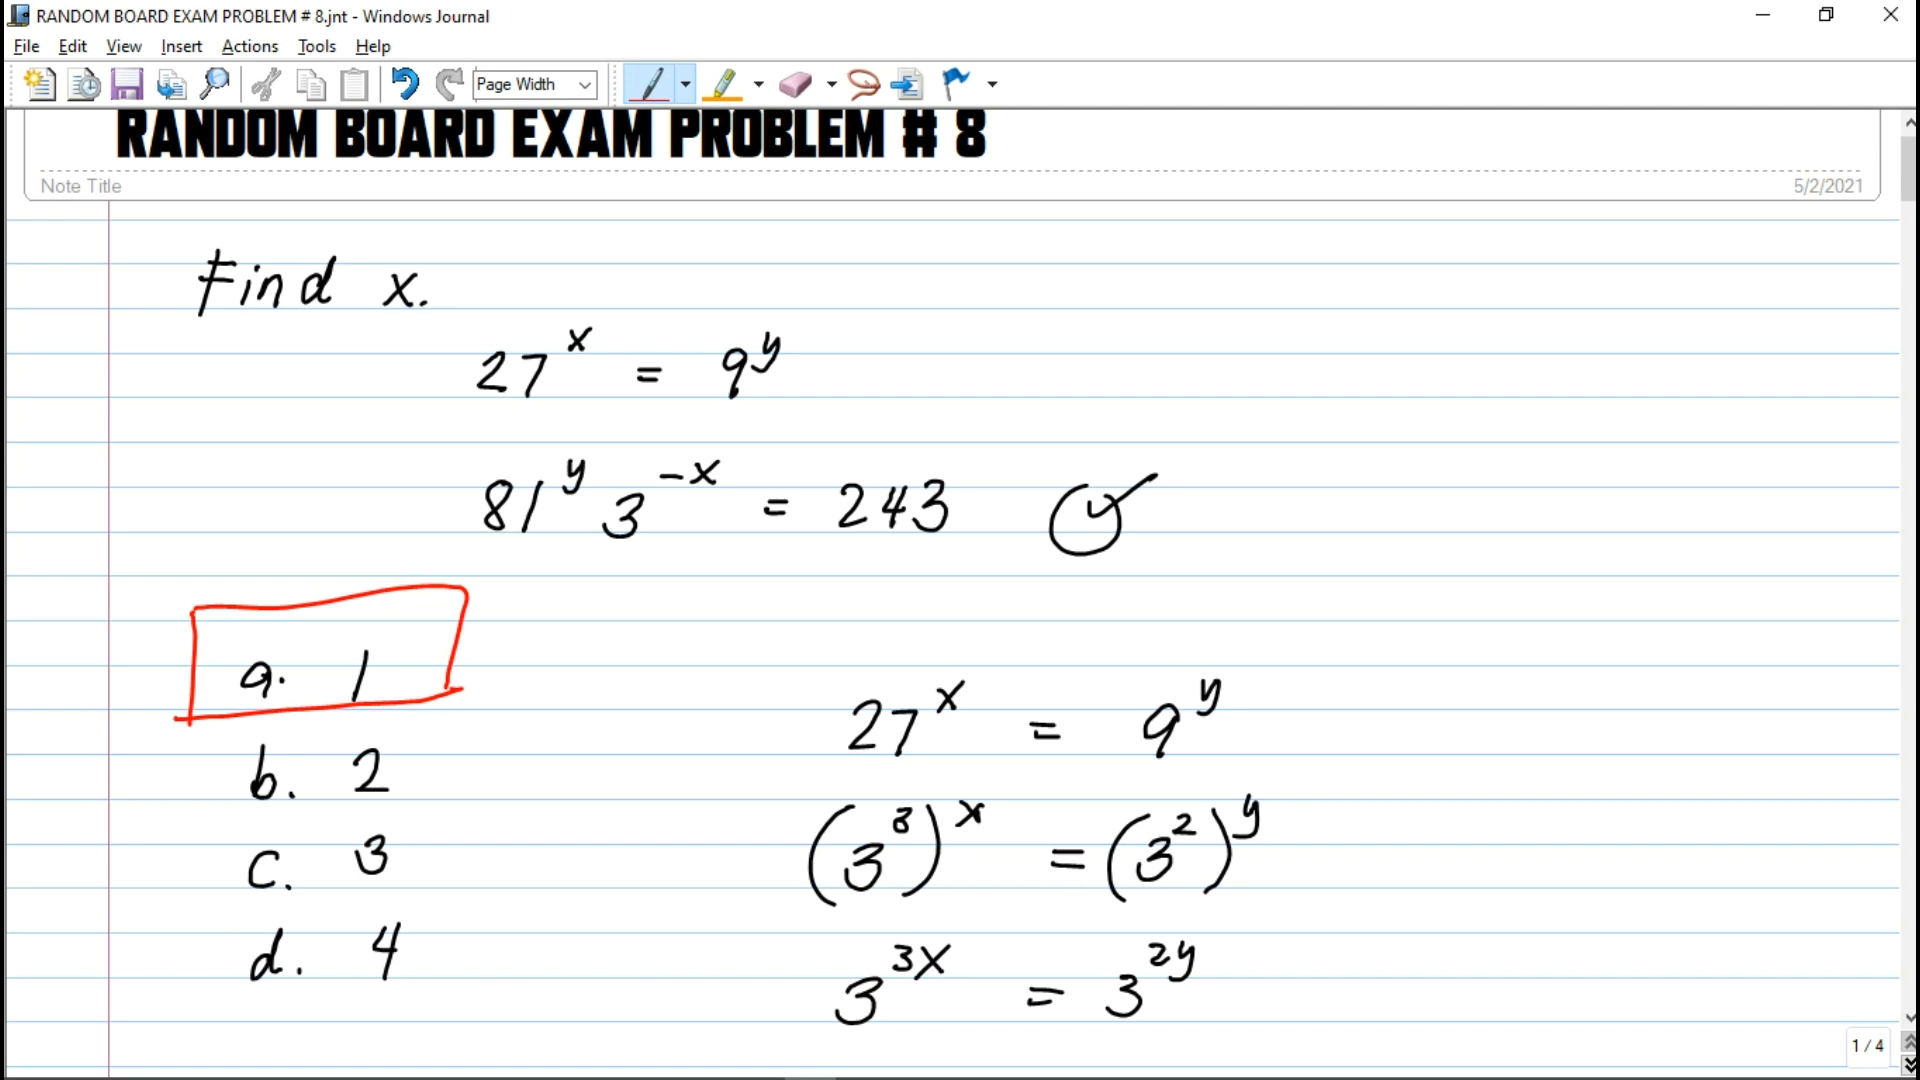 RANDOM BOARD EXAM PROBLEM # 8.jnt - Windows Journal
File Edit View Insert Actions Tools Help
Page Width
RANDOM BOARD EXAM PROBLEM # 8
Note Title
5/2/2021
Find x.
27^x = 9^y
81^y 3^-x = 243
a. 1
b. 2
c. 3
d. 4
27^x = 9^y
(3^3)^x = (3^2)^y
3^3x = 3^2y
1 / 4